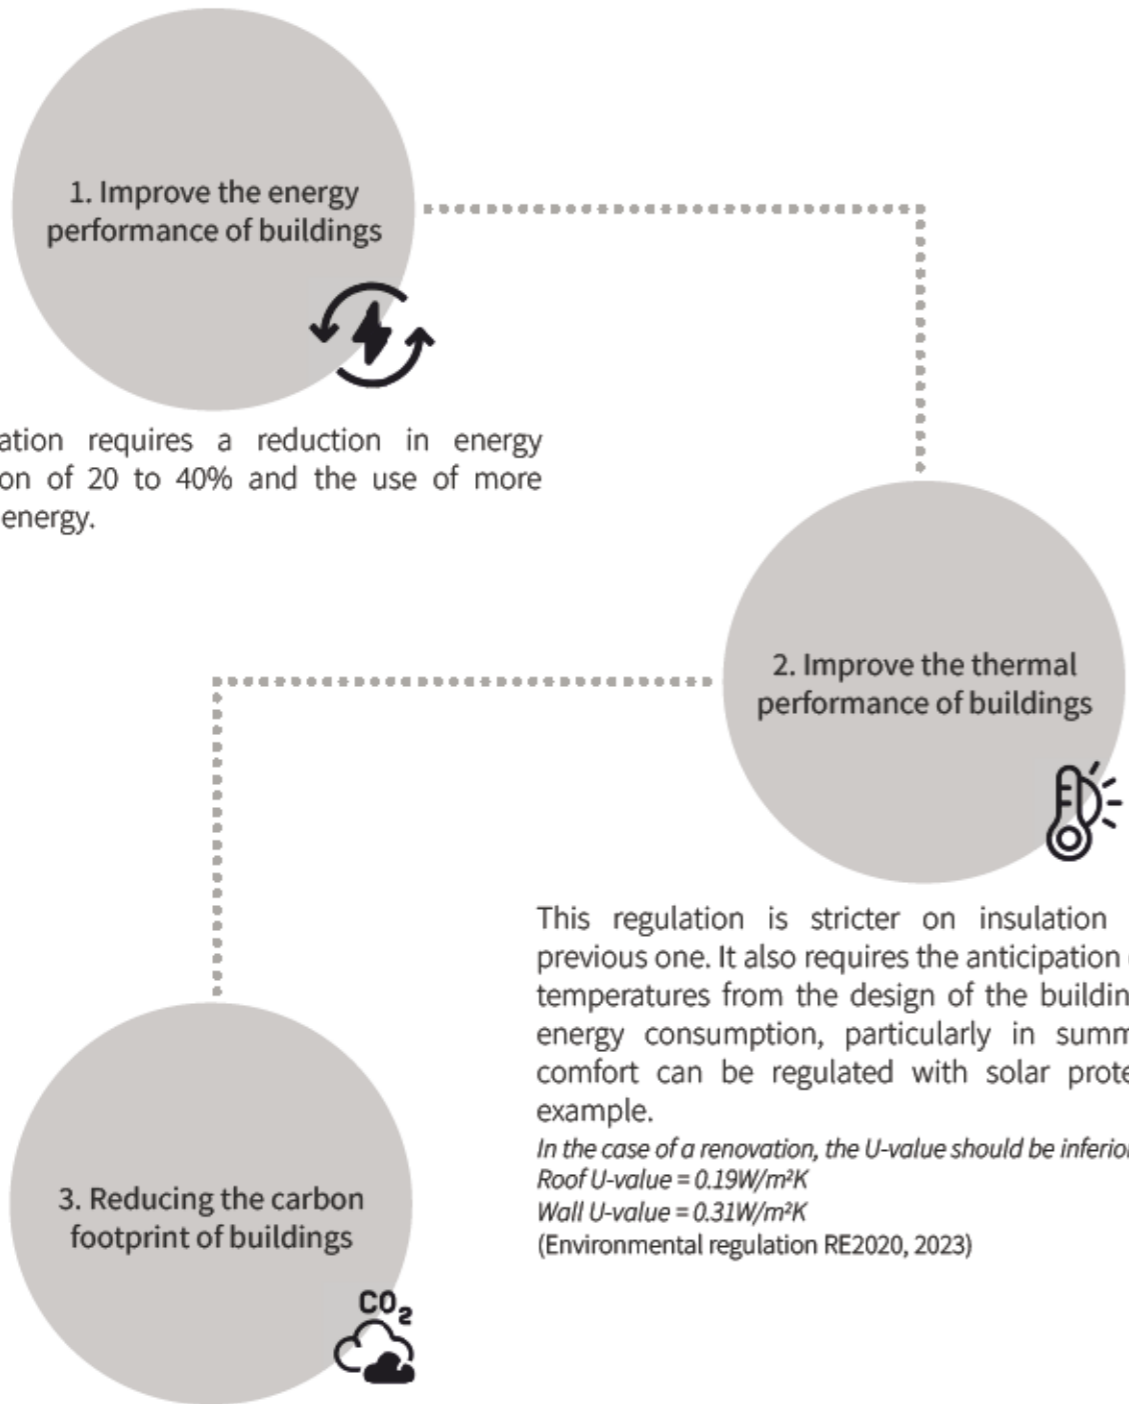 1. Improve the energy
performance of buildings
requires a reduction in energy
of 20 to 40% and the use of more
energy.
2. Improve the thermal
performance of buildings
This regulation is stricter on insulation
previous one. It also requires the anticipation
temperatures from the design of the
energy consumption, particularly in
comfort can be regulated with solar
example.
In the case of a renovation, the U-value should be inferior
Roof U-value = 0.19W/m²K
Wall U-value = 0.31W/m²K
(Environmental regulation RE2020, 2023)
3. Reducing the carbon
footprint of buildings
CO₂